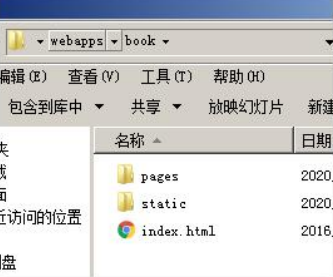 webapps book
编辑(E) 查看(V) 工具(T) 帮助(H)
包含到库中 共享 放映幻灯片 新建
名称 日期
pages 2020
static 2020
index.html 2016
面
近访问的位置
盘